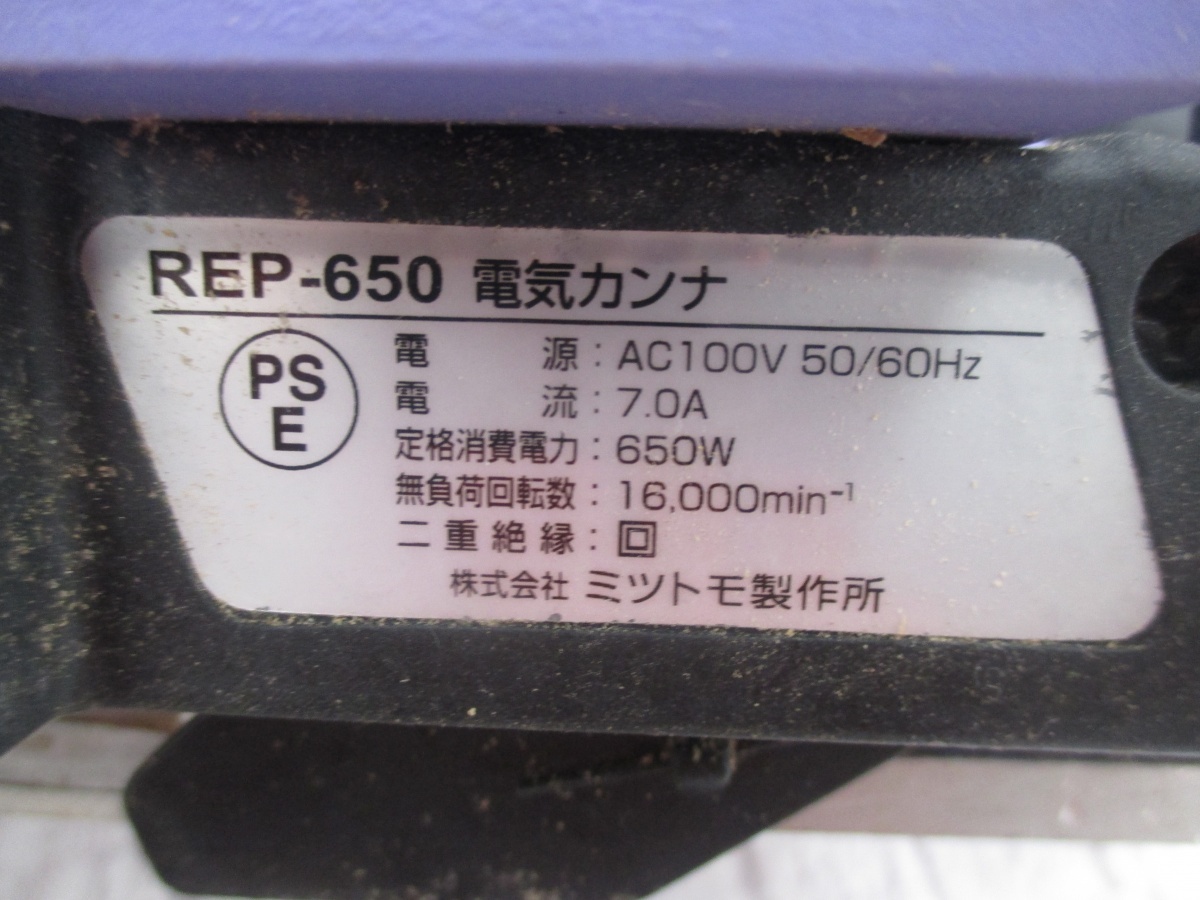 REP-650 電気カンナ
PS
E
電源：AC100V 50/60Hz
電流：7.0A
定格消費電力：650W
無負荷回転数：16,000min⁻¹
二重絶縁：回
株式会社 ミツトモ製作所